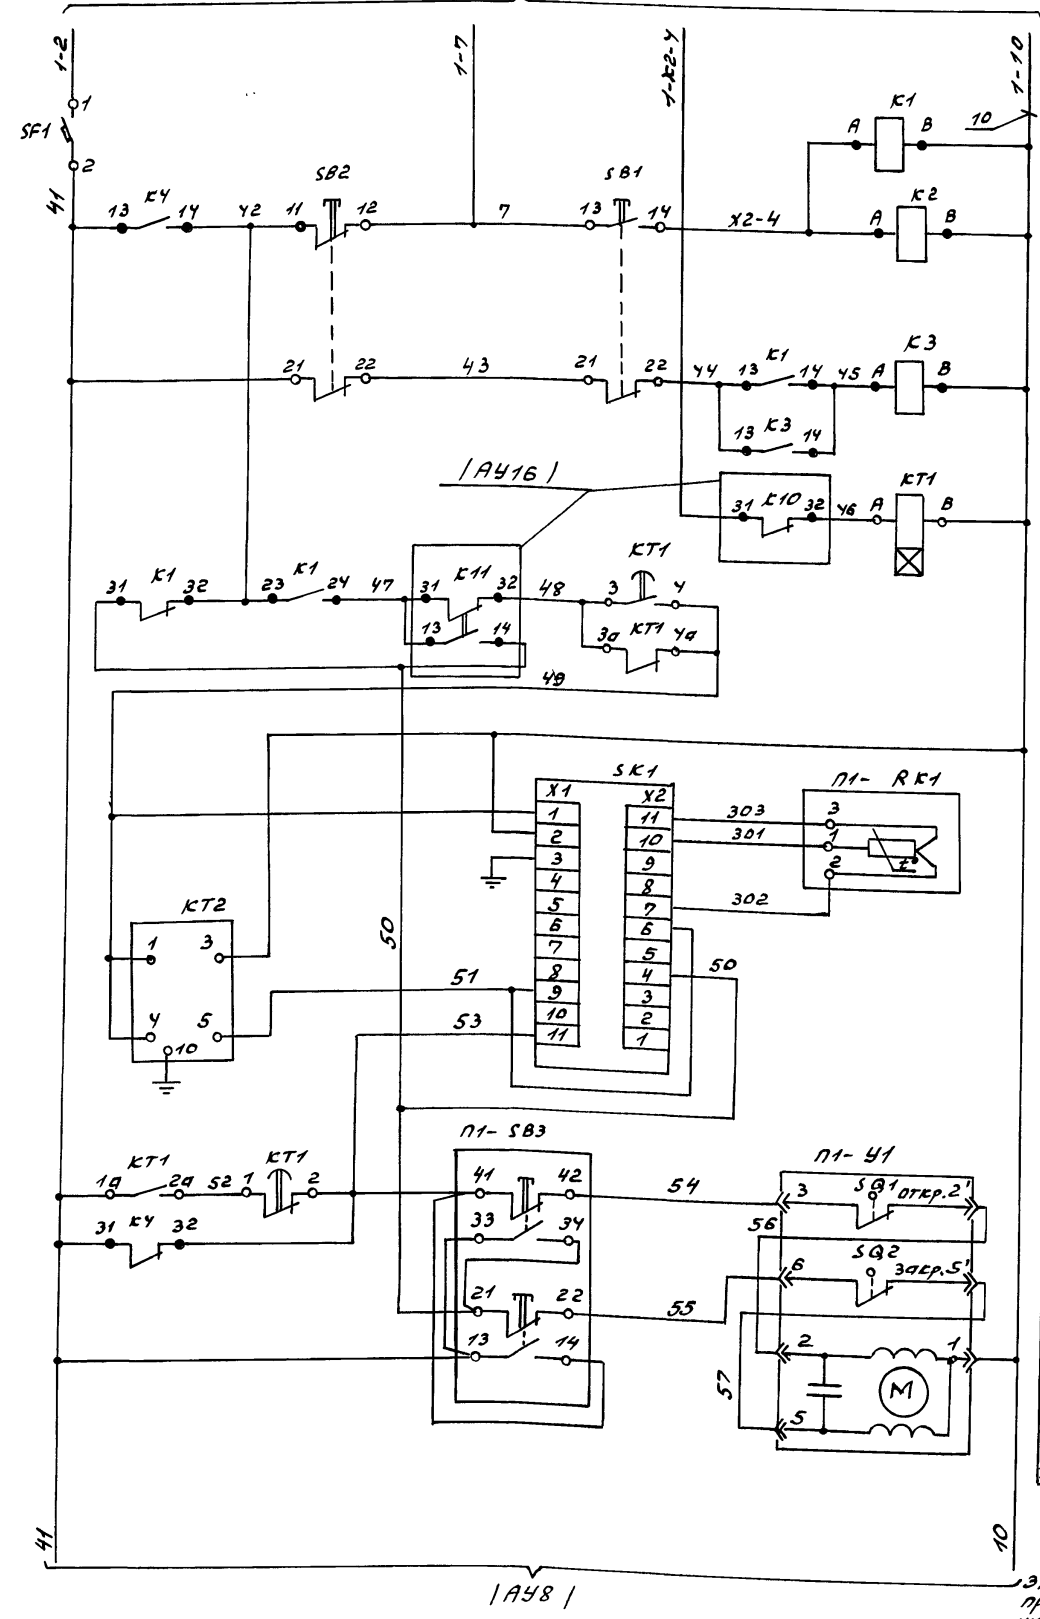 1-2 1-7 1-X2-4 1-10
1
SF1
2
41
K1
A B 10
SB2 SB1 K2
13 K4 14 42 11 12 7 13 14 X2-4 A B
21 22 43 21 22 44 13 K1 14 45 A K3 B
13 K3 14
/АУ16/
31 K10 32 46 A KT1 B
31 K1 32 23 K1 24 47 31 K11 32 48 3 KT1 4
13 14 3а KT1 4а
49
SK1 П1- RK1
X1 X2
1 11 303 3
2 10 301 1
3 9 2 t°
4 8
5 7 302
6 6
7 5
8 4 50
9 3
10 2
11 1
KT2
1 3
4 5
10
50
51
53
П1- SB3 П1- У1
1а KT1 2а 52 1 KT1 2 41 42 54 3 SQ1 откр. 2'
31 K4 32 33 34 56
6 SQ2 Закр. 5'
21 22 55
13 14 2 1
57 M
5
41 10
/АУ8/